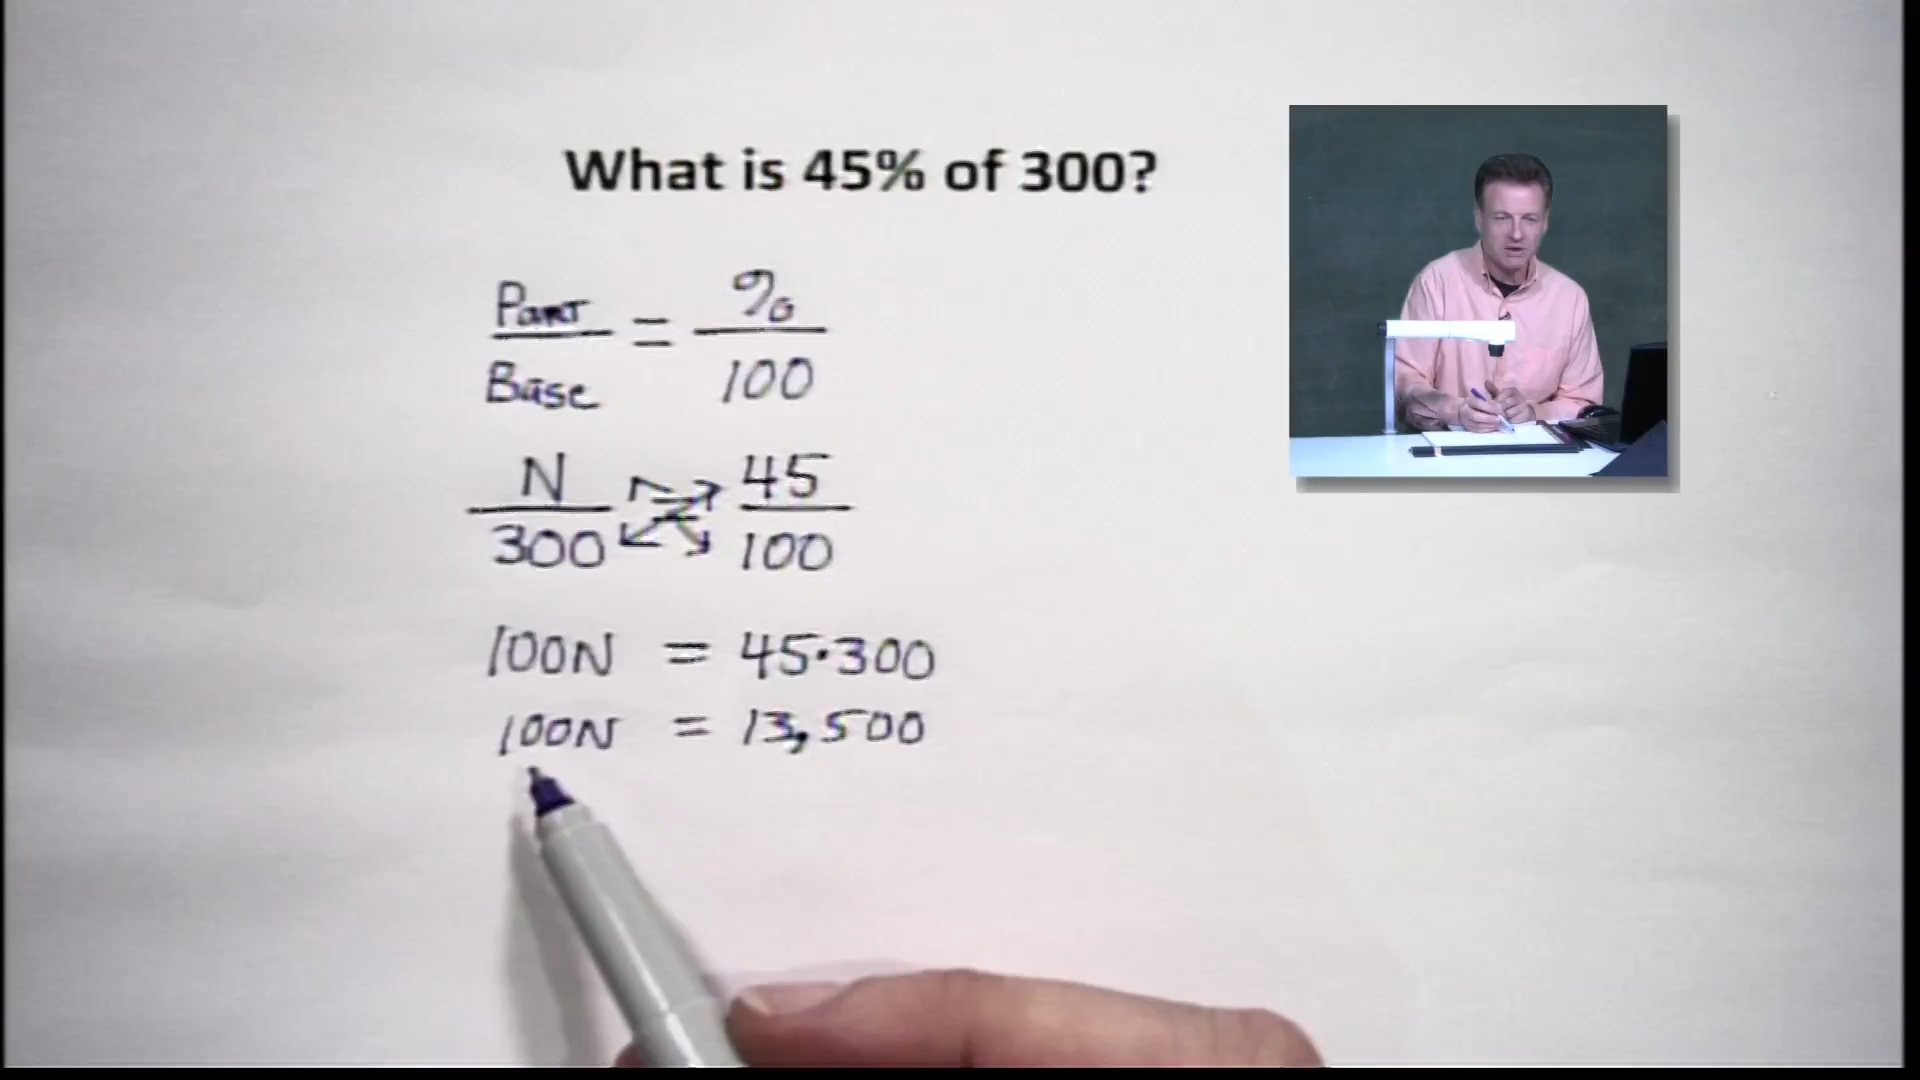 What is 45% of 300?
Part = %
Base 100
N 45
300 100
100N = 45·300
100N = 13,500